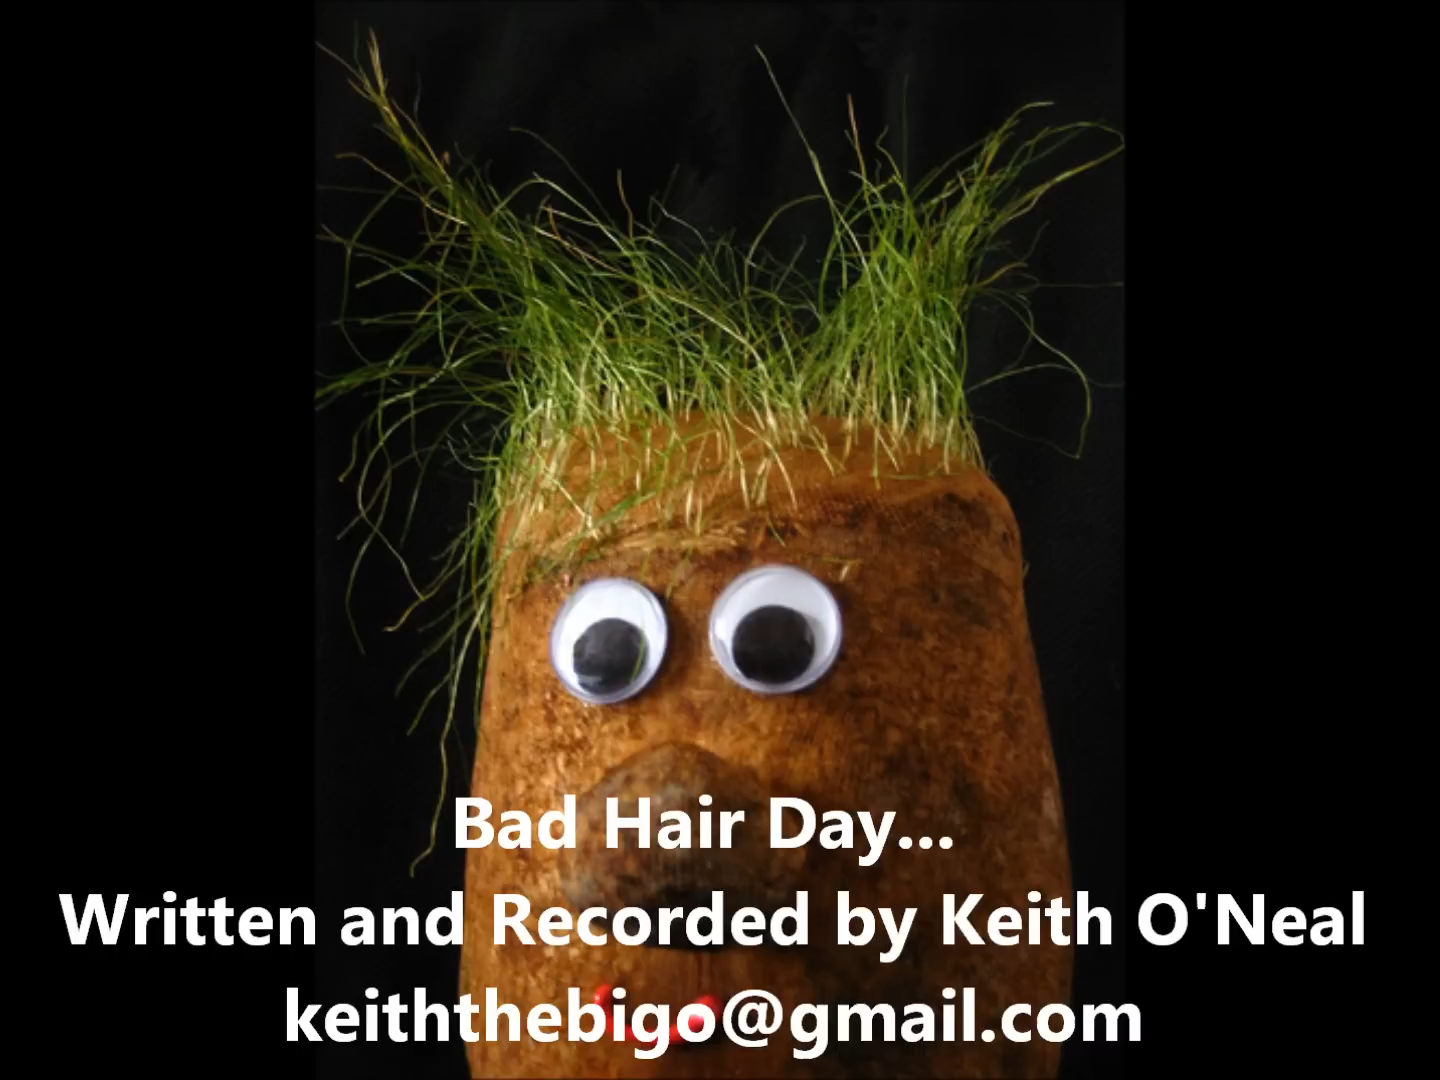 Bad Hair Day...
Written and Recorded by Keith O'Neal
keiththebigo@gmail.com